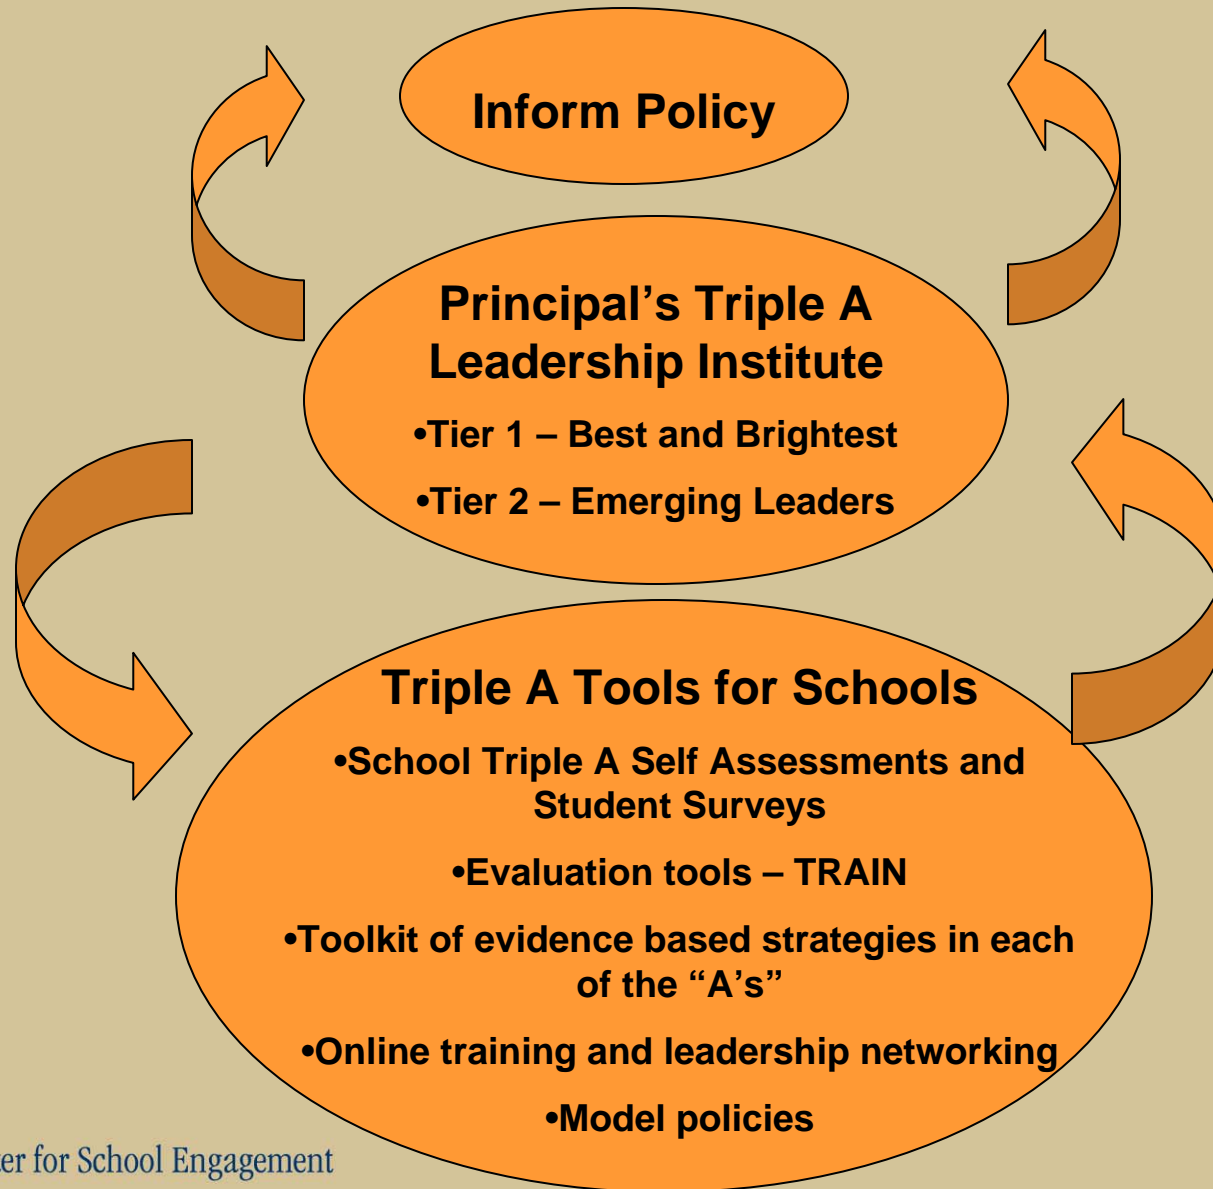 Inform Policy
Principal’s Triple A
Leadership Institute
•Tier 1 – Best and Brightest
•Tier 2 – Emerging Leaders
Triple A Tools for Schools
•School Triple A Self Assessments and
Student Surveys
•Evaluation tools – TRAIN
•Toolkit of evidence based strategies in each
of the “A’s”
•Online training and leadership networking
•Model policies
for School Engagement